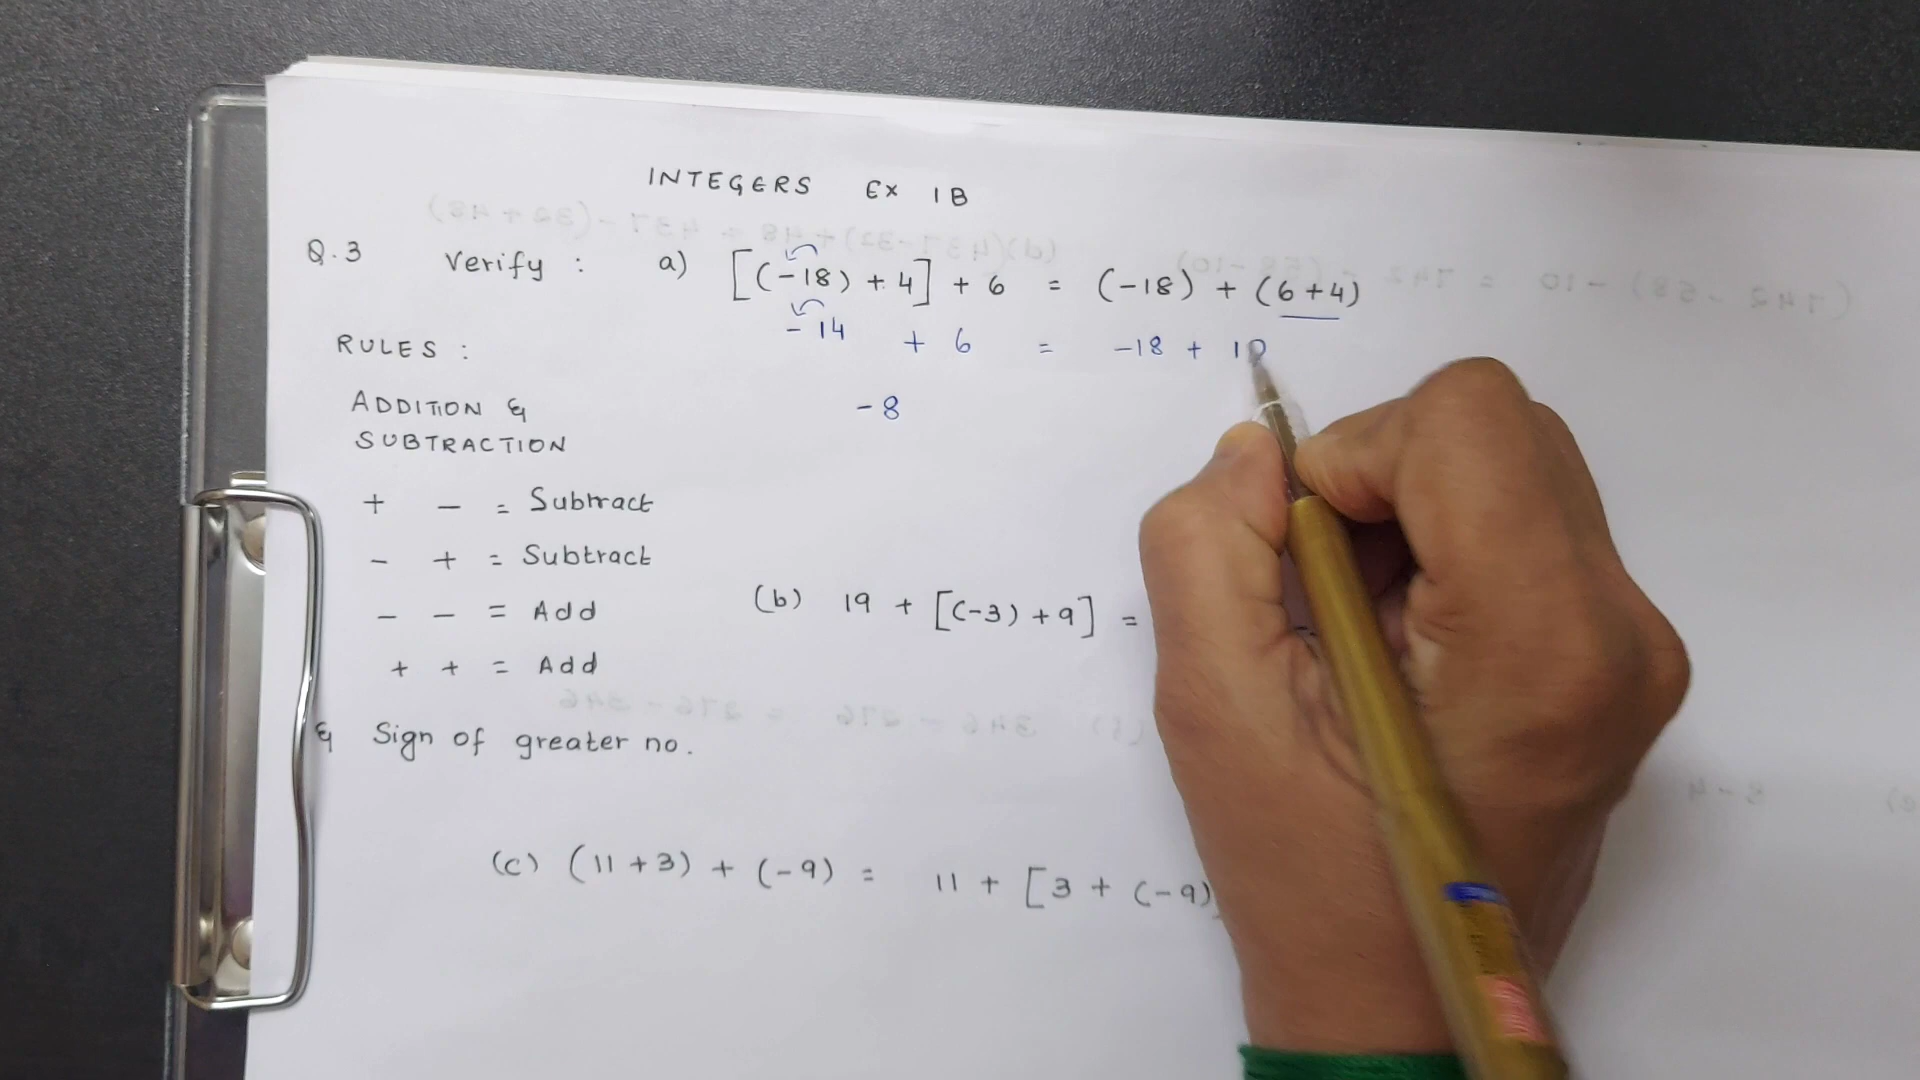 INTEGERS EX 1B
Q.3 Verify : a) [(-18) + 4] + 6 = (-18) + (6+4)
-14 + 6 = -18 + 10
RULES :
-8
ADDITION &
SUBTRACTION
+ - = Subtract
- + = Subtract
- - = Add
(b) 19 + [(-3) + 9] =
+ + = Add
& Sign of greater no.
(c) (11+3) + (-9) = 11 + [3 + (-9)